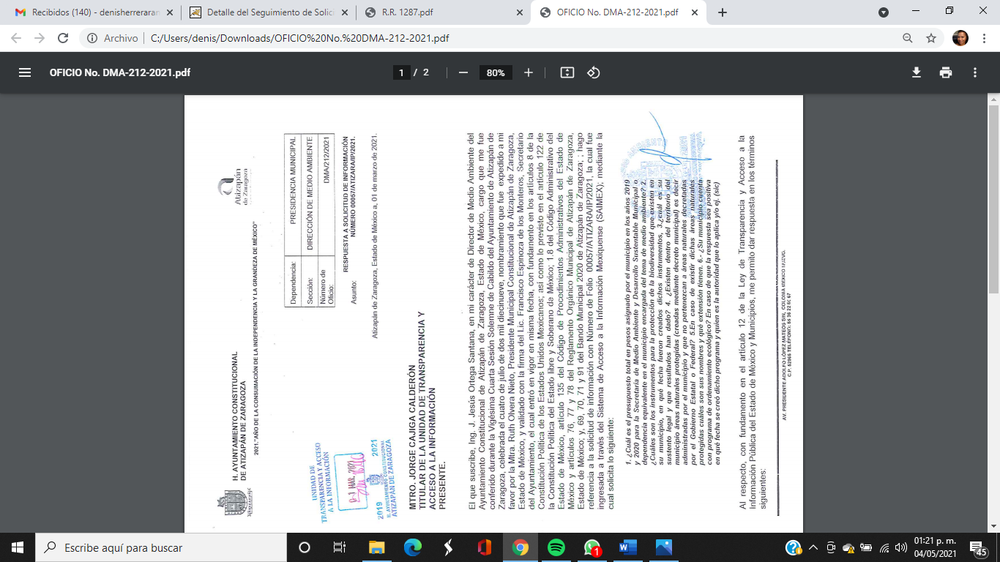 Recibidos (140) - denisherreraran
Detalle del Seguimiento de Solici
R.R. 1287.pdf
OFICIO No. DMA-212-2021.pdf
Archivo
C:/Users/denis/Downloads/OFICIO%20No.%20DMA-212-2021.pdf
OFICIO No. DMA-212-2021.pdf
1 / 2
80%
H. AYUNTAMIENTO CONSTITUCIONAL
DE ATIZAPÁN DE ZARAGOZA
Atizapán
de Zaragoza
2021."AÑO DE LA CONSUMACIÓN DE LA INDEPENDENCIA Y LA GRANDEZA DE MÉXICO"
Dependencia: PRESIDENCIA MUNICIPAL
Sección: DIRECCIÓN DE MEDIO AMBIENTE
Número de
Oficio: DMA/212/2021
Asunto: RESPUESTA A SOLICITUD DE INFORMACIÓN
NÚMERO 00057/ATIZARA/IP/2021.
Atizapán de Zaragoza, Estado de México a, 01 de marzo de 2021.
UNIDAD DE
TRANSPARENCIA Y ACCESO
A LA INFORMACIÓN
MAR. 2021
2019 2021
H. AYUNTAMIENTO CONSTITUCIONAL
ATIZAPÁN DE ZARAGOZA
MTRO. JORGE CAJIGA CALDERÓN
TITULAR DE LA UNIDAD DE TRANSPARENCIA Y
ACCESO A LA INFORMACIÓN
PRESENTE.
El que suscribe, Ing. J. Jesús Ortega Santana, en mi carácter de Director de Medio Ambiente del
Ayuntamiento Constitucional de Atizapán de Zaragoza, Estado de México, cargo que me fue
conferido durante la Vigésima Cuarta Sesión Solemne de Cabildo del Ayuntamiento de Atizapán de
Zaragoza, celebrada el cuatro de julio de dos mil diecinueve, nombramiento que fue expedido a mi
favor por la Mtra. Ruth Olvera Nieto, Presidente Municipal Constitucional de Atizapán de Zaragoza,
Estado de México, y validado con la firma del Lic. Francisco Espinoza de los Monteros, Secretario
del Ayuntamiento, el cual entró en vigor en misma fecha, con fundamento en los artículos 8 de la
Constitución Política de los Estados Unidos Mexicanos; así como lo previsto en el artículo 122 de
la Constitución Política del Estado libre y Soberano de México; 1.8 del Código Administrativo del
Estado de México, artículo 135 del Código de Procedimientos Administrativos del Estado de
México y artículos 76, 77 y 78 del Reglamento Orgánico Municipal de Atizapán de Zaragoza,
Estado de México; y, 69, 70, 71 y 91 del Bando Municipal 2020 de Atizapán de Zaragoza; ; hago
referencia a la solicitud de información con Número de Folio 00057/ATIZARA/IP/2021, la cual fue
ingresada a través del Sistema de Acceso a la Información Mexiquense (SAIMEX); mediante la
cual solicita lo siguiente:
1. ¿Cuál es el presupuesto total en pesos asignado por el municipio en los años 2019
y 2020 para la Secretaría de Medio Ambiente y Desarrollo Sustentable Municipal o
dependencia equivalente en el municipio encargada del tema de medio ambiente? 2.
¿Cuáles son los instrumentos para la protección de la biodiversidad que existen en
su municipio, en qué fecha fueron creados dichos instrumentos, 3.¿cuál es su
sustento legal y que resultados han dado? 4. ¿Existen dentro del territorio del
municipio áreas naturales protegidas (creadas mediante decreto municipal) es decir
administradas por el municipio y que no pertenezcan a áreas naturales decretadas
por el Gobierno Estatal o Federal? 5.En caso de existir dichas áreas naturales
protegidas cuáles son sus nombres y qué extensión tienen. 6.- ¿Su municipio cuenta
con programa de ordenamiento ecológico? En caso de que la respuesta sea positiva
en qué fecha se creó dicho programa y quien es la autoridad que lo aplica y/o ej. (sic)
Al respecto, con fundamento en el artículo 12 de la Ley de Transparencia y Acceso a la
Información Pública del Estado de México y Municipios, me permito dar respuesta en los términos
siguientes:
AV. PRESIDENTE ADOLFO LÓPEZ MATEOS S/N, COLONIA MÉXICO NUEVO.
C.P. 52966 TELÉFONO: 55 36 22 61 67
Escribe aquí para buscar
1
01:21 p. m.
04/05/2021
45